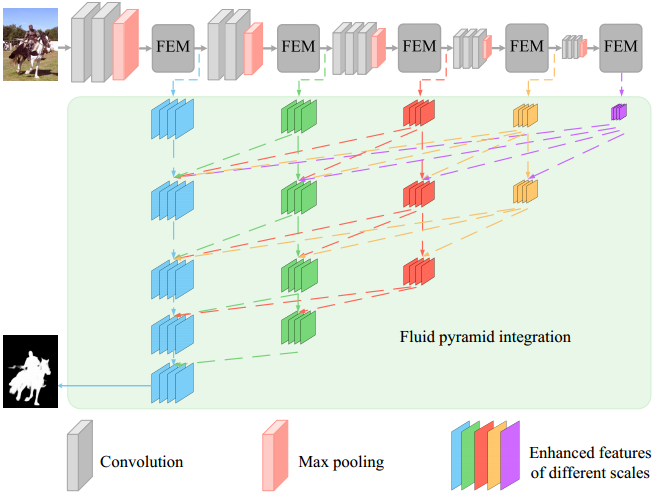 FEM FEM FEM FEM FEM
Fluid pyramid integration
Convolution
Max pooling
Enhanced features
of different scales